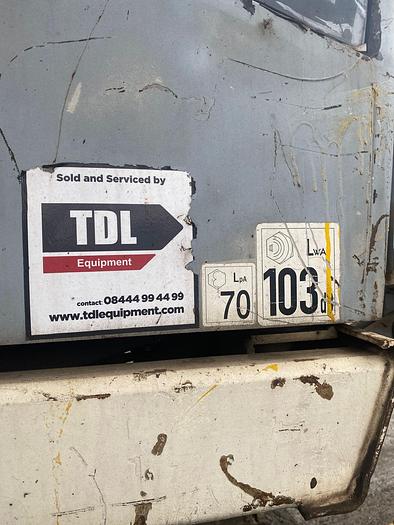 Sold and Serviced by
TDL
Equipment
contact 08444 99 44 99
www.tdlequipment.com
LpA
70
LWA
103